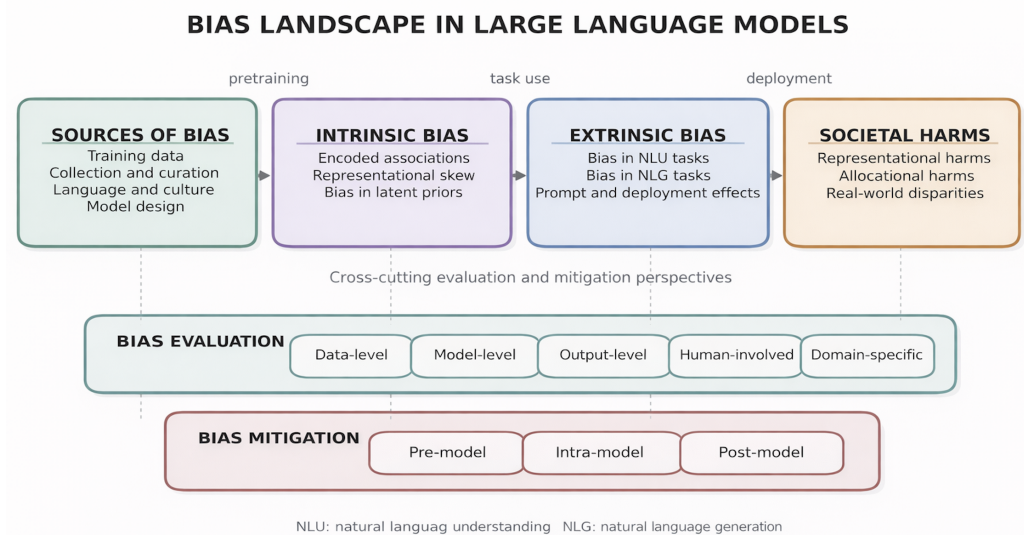 BIAS LANDSCAPE IN LARGE LANGUAGE MODELS
pretraining
task use
deployment
SOURCES OF BIAS
Training data
Collection and curation
Language and culture
Model design
INTRINSIC BIAS
Encoded associations
Representational skew
Bias in latent priors
EXTRINSIC BIAS
Bias in NLU tasks
Bias in NLG tasks
Prompt and deployment effects
SOCIETAL HARMS
Representational harms
Allocational harms
Real-world disparities
Cross-cutting evaluation and mitigation perspectives
BIAS EVALUATION
Data-level
Model-level
Output-level
Human-involved
Domain-specific
BIAS MITIGATION
Pre-model
Intra-model
Post-model
NLU: natural languag understanding NLG: natural language generation